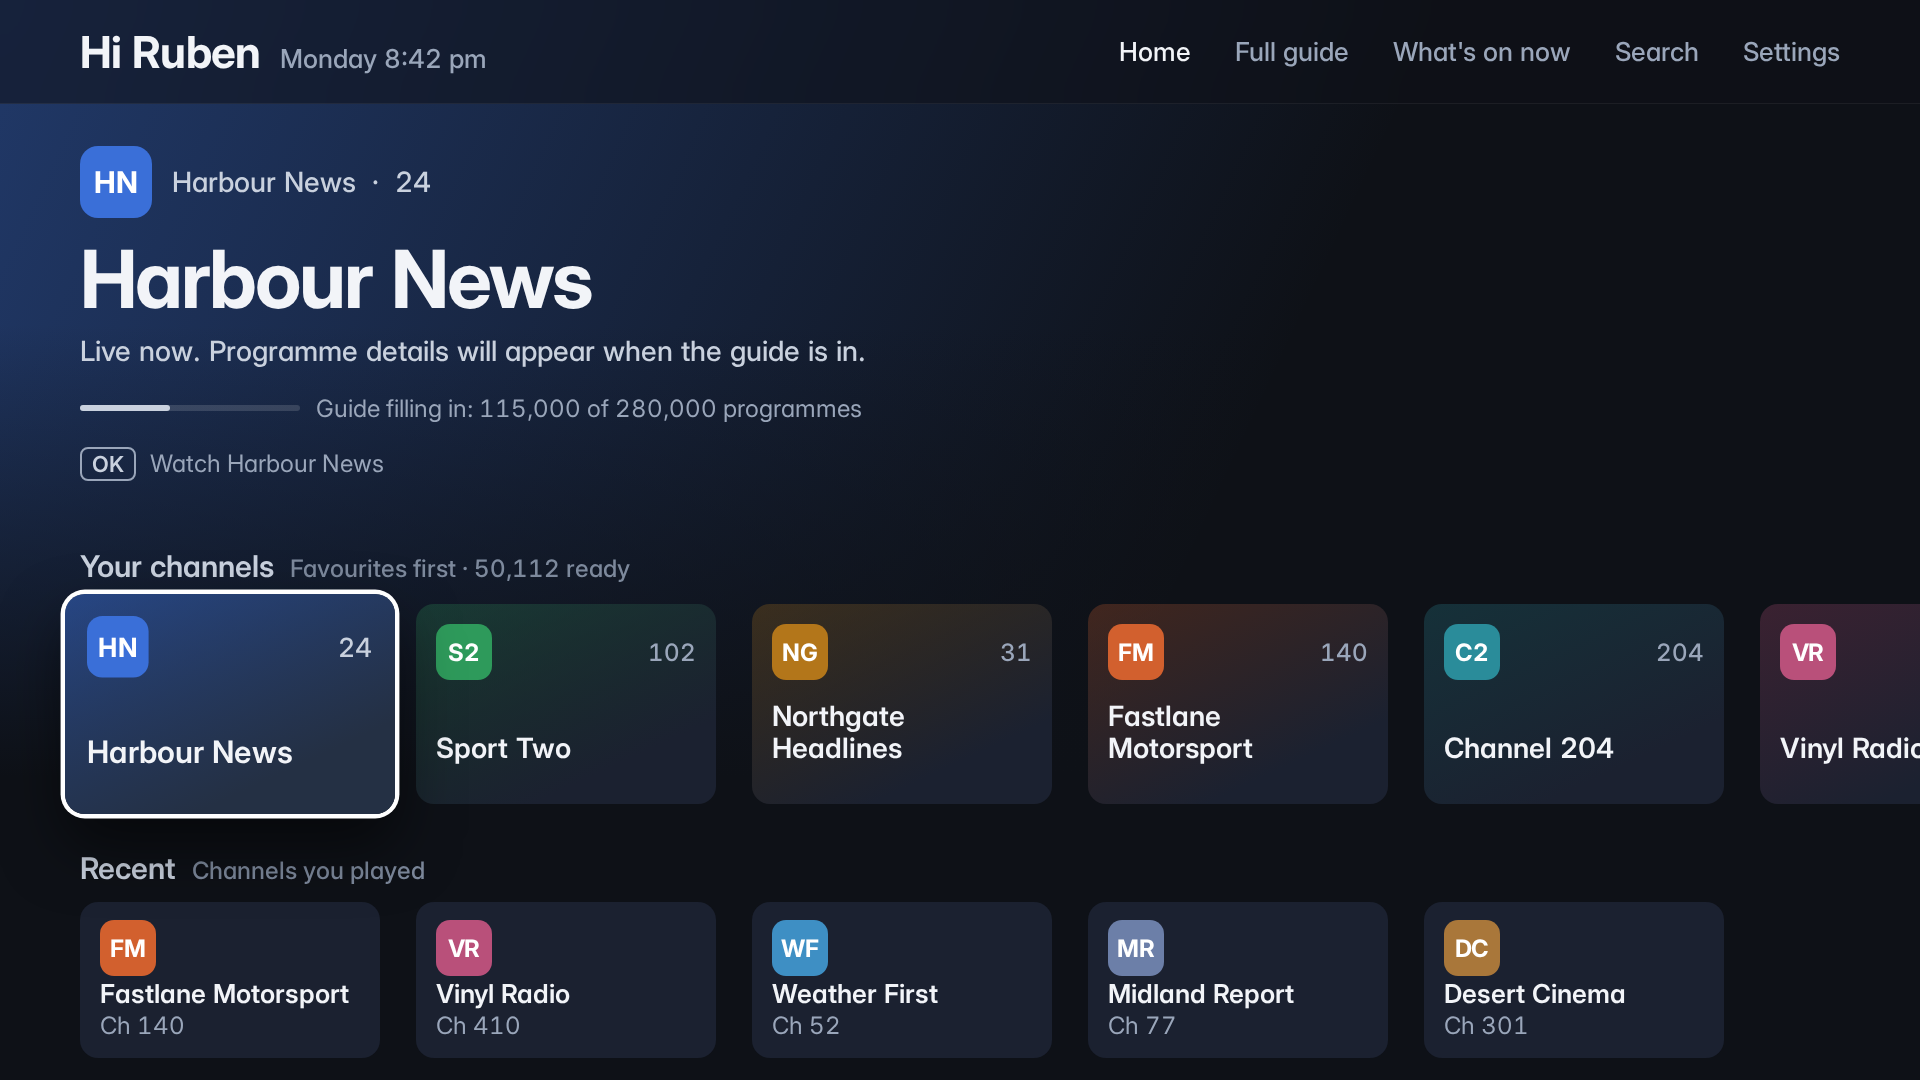 Hi Ruben Monday 8:42 pm
Home Full guide What's on now Search Settings
HN Harbour News · 24
Harbour News
Live now. Programme details will appear when the guide is in.
Guide filling in: 115,000 of 280,000 programmes
OK Watch Harbour News
Your channels Favourites first · 50,112 ready
HN 24
Harbour News
S2 102
Sport Two
NG 31
Northgate
Headlines
FM 140
Fastlane
Motorsport
C2 204
Channel 204
VR
Vinyl Radio
Recent Channels you played
FM
Fastlane Motorsport
Ch 140
VR
Vinyl Radio
Ch 410
WF
Weather First
Ch 52
MR
Midland Report
Ch 77
DC
Desert Cinema
Ch 301